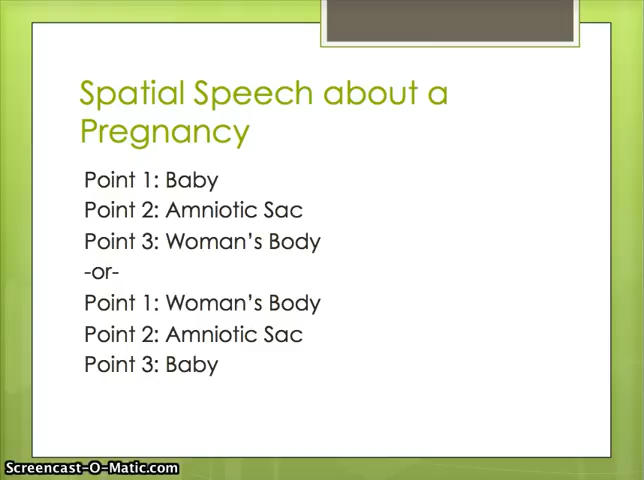 Spatial Speech about a
Pregnancy
Point 1: Baby
Point 2: Amniotic Sac
Point 3: Woman's Body
-or-
Point 1: Woman's Body
Point 2: Amniotic Sac
Point 3: Baby
Screencast-O-Matic.com